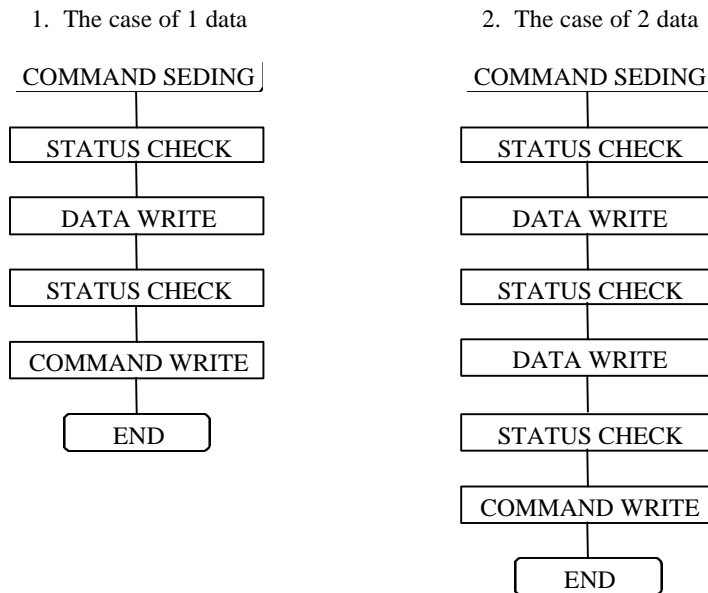 1. The case of 1 data
COMMAND SEDING
STATUS CHECK
DATA WRITE
STATUS CHECK
COMMAND WRITE
END
2. The case of 2 data
COMMAND SEDING
STATUS CHECK
DATA WRITE
STATUS CHECK
DATA WRITE
STATUS CHECK
COMMAND WRITE
END